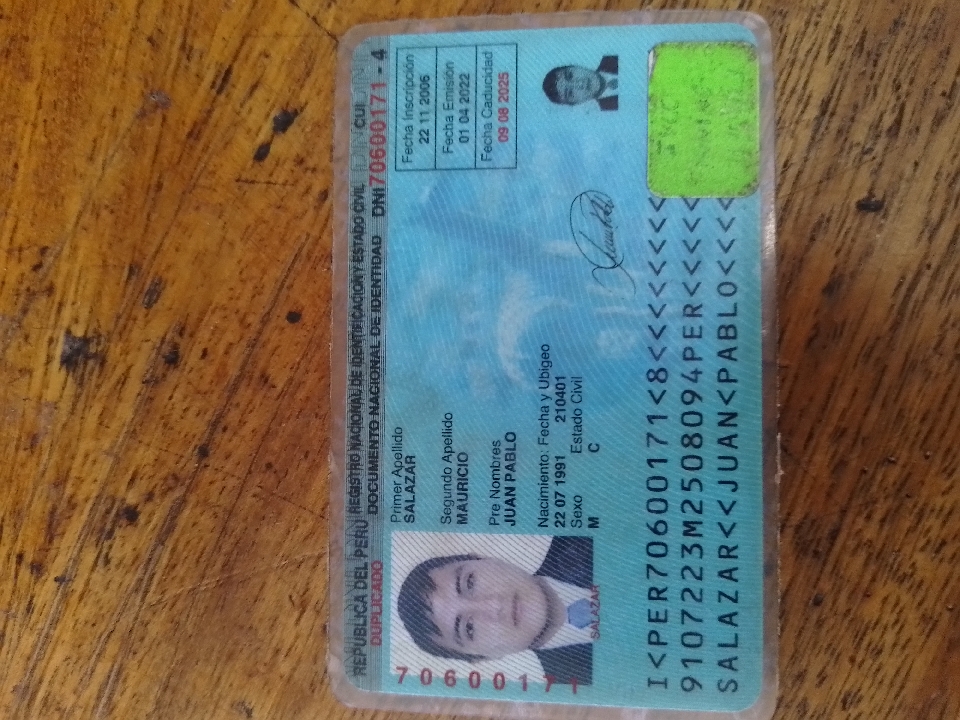 REPUBLICA DEL PERU REGISTRO NACIONAL DE IDENTIFICACION Y ESTADO CIVIL
DUPLICADO DOCUMENTO NACIONAL DE IDENTIDAD DNI 70600171 - 4
CUI
Primer Apellido
SALAZAR
Segundo Apellido
MAURICIO
Pre Nombres
JUAN PABLO
Nacimiento: Fecha y Ubigeo
22 07 1991 210401
Sexo Estado Civil
M C
Fecha Inscripción
22 11 2006
Fecha Emisión
01 04 2022
Fecha Caducidad
09 08 2025
70600171
SALAZAR
I<PER70600171<8<<<<<<<<
9107223M2508094PER<<<
SALAZAR<<JUAN<PABLO<<<